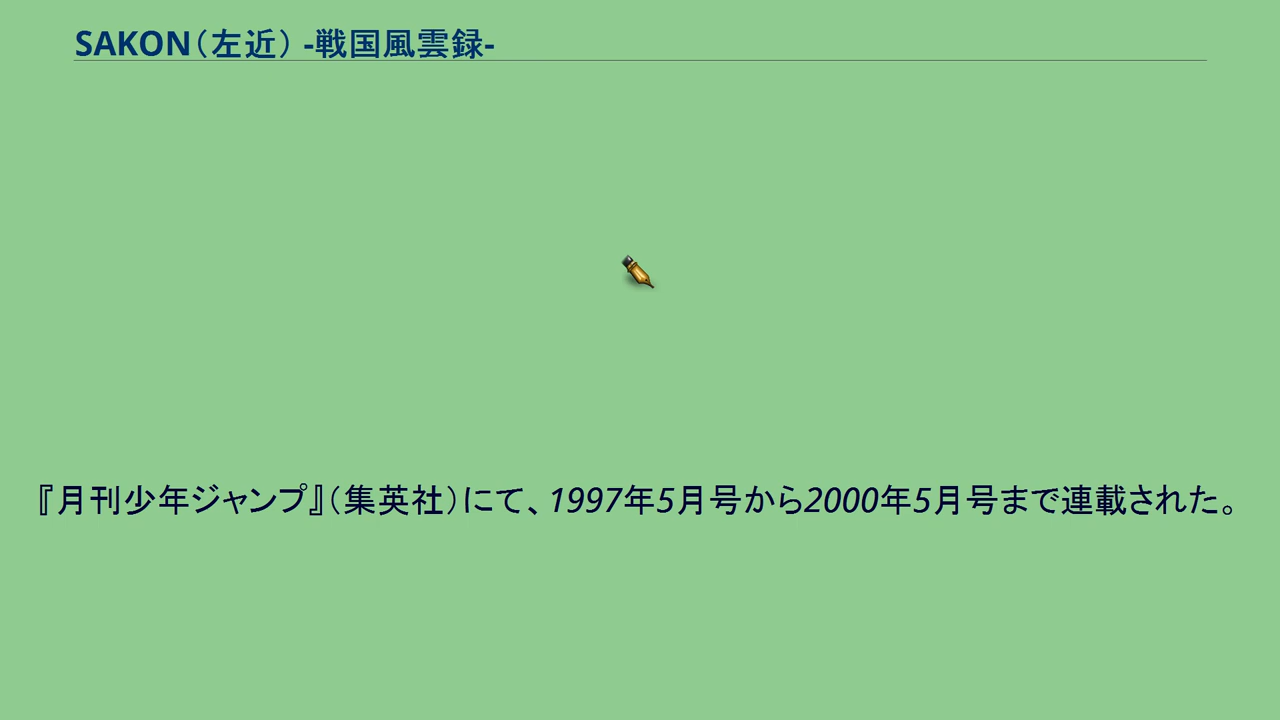 SAKON（左近） -戦国風雲録-
『月刊少年ジャンプ』（集英社）にて、1997年5月号から2000年5月号まで連載された。